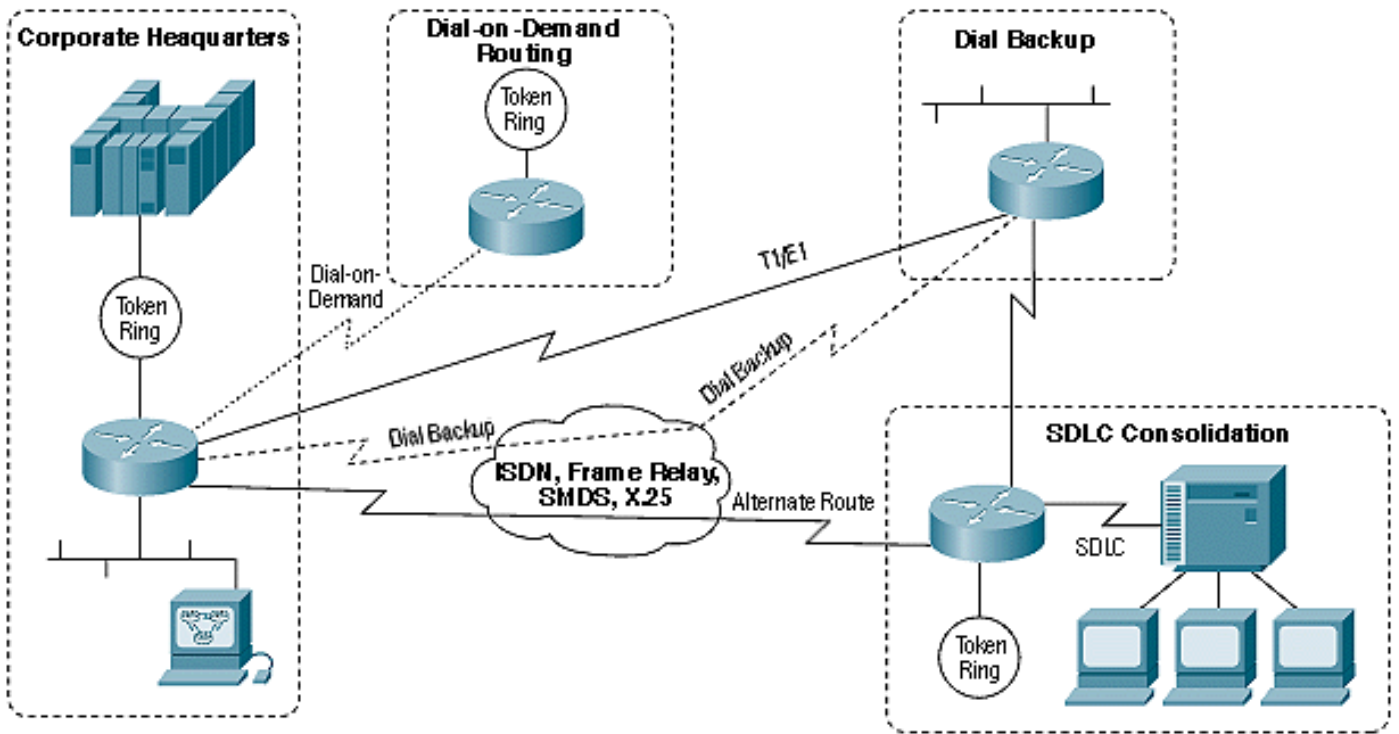 Corporate Heaquarters
Dial-on-Demand
Routing
Dial Backup
Token
Ring
Token
Ring
Dial-on-
Demand
T1/E1
Dial Backup
Dial Backup
ISDN, Frame Relay,
SMDS, X.25
Alternate Route
SDLC Consolidation
SDLC
Token
Ring